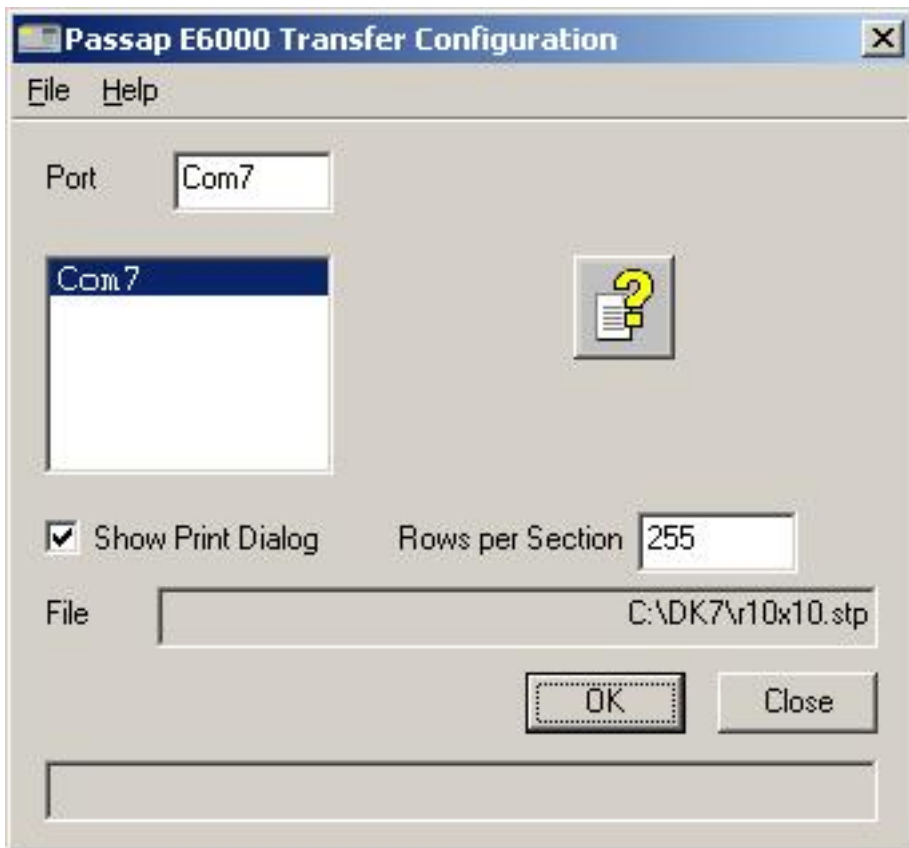 Passap E6000 Transfer Configuration
File Help
Port Com7
Com7
Show Print Dialog Rows per Section 255
File C:\DK7\r10x10.stp
OK Close